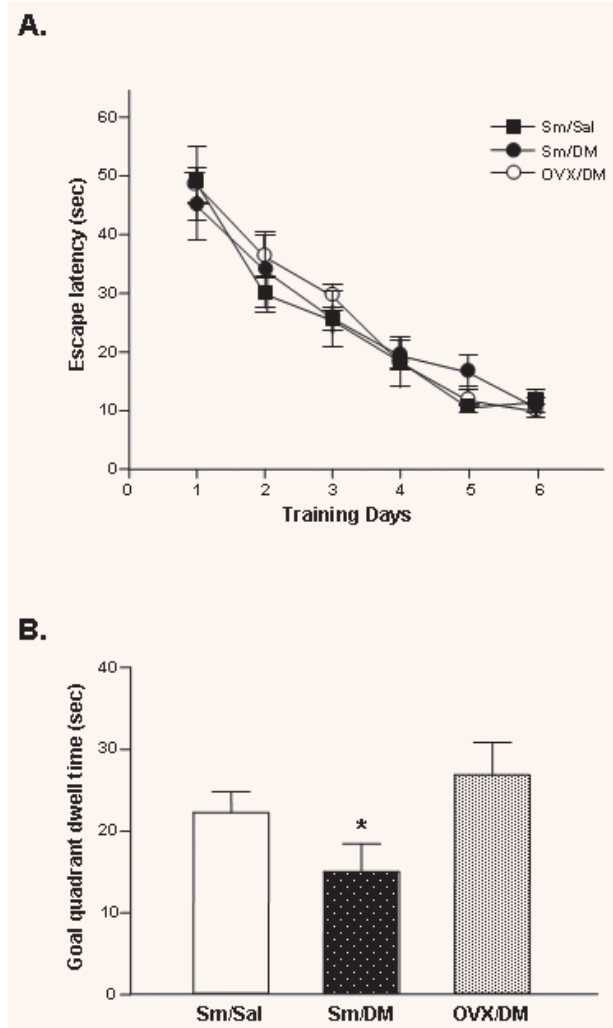 A.
Escape latency (sec)
60
50
40
30
20
10
0
Sm/Sal
Sm/DM
OVX/DM
0 1 2 3 4 5 6
Training Days
B.
Goal quadrant dwell time (sec)
40
30
20
10
0
*
Sm/Sal Sm/DM OVX/DM